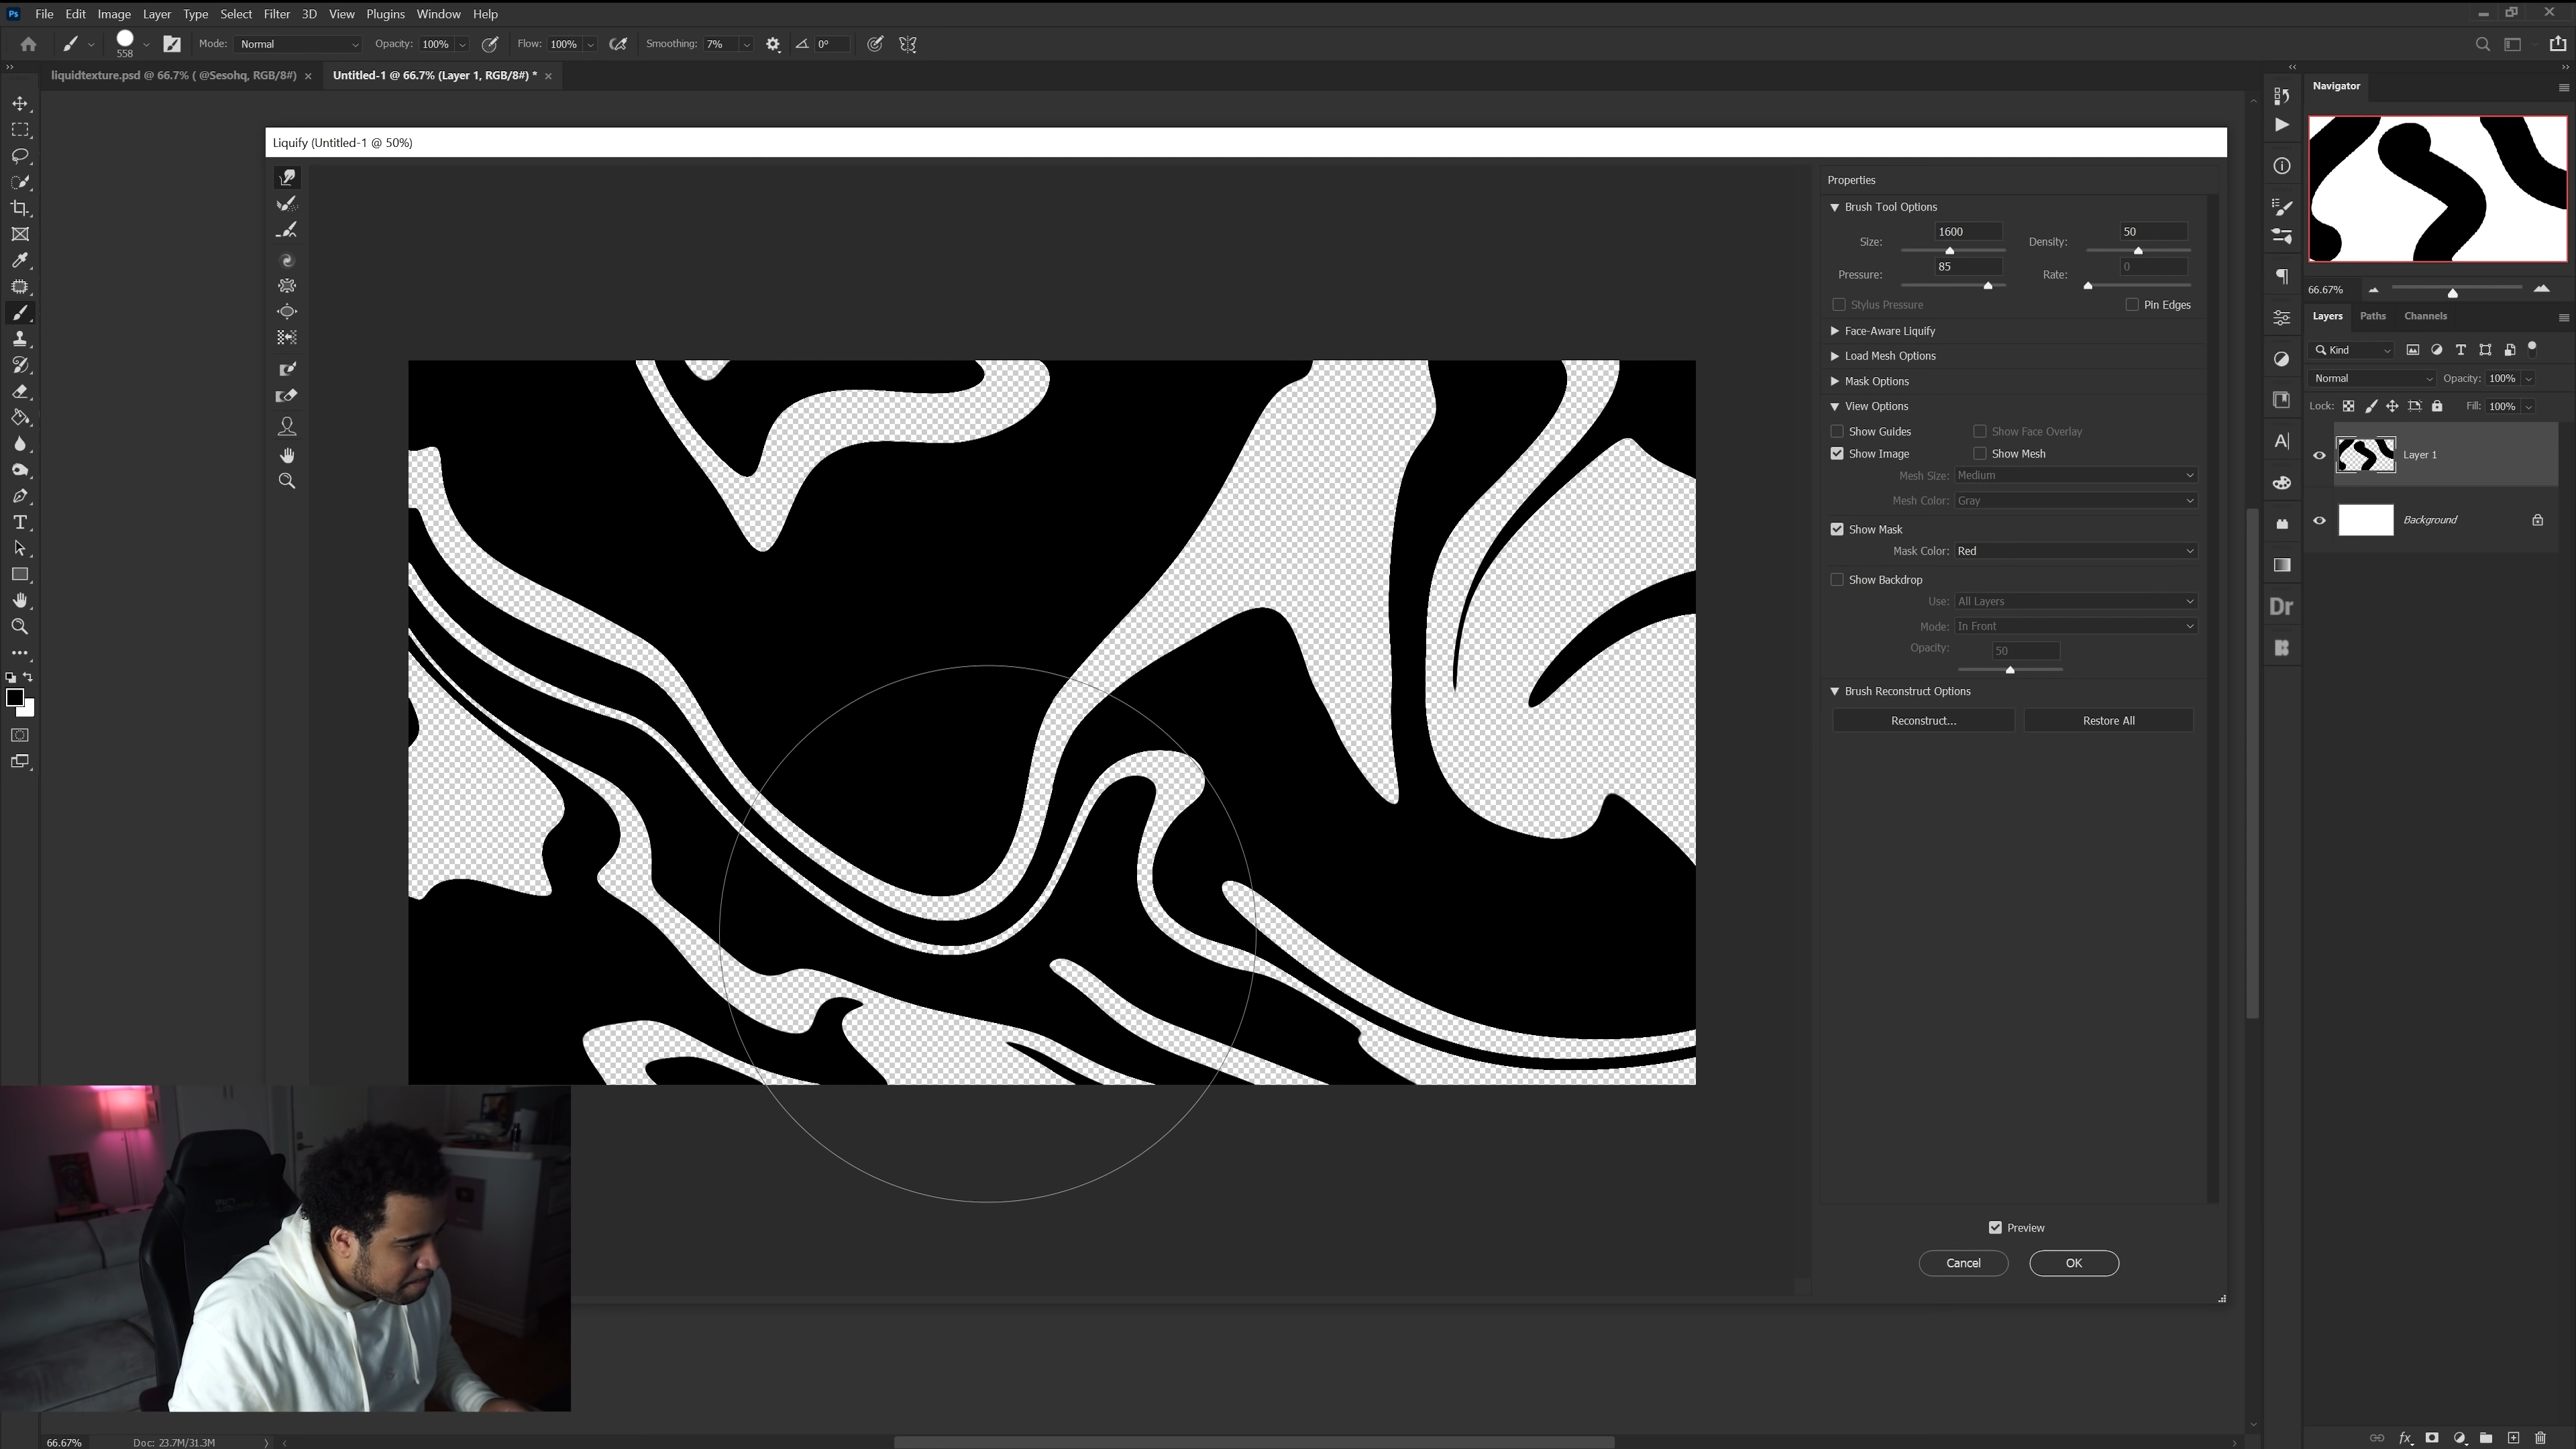 Ps File Edit Image Layer Type Select Filter 3D View Plugins Window Help
558 Mode: Normal Opacity: 100% Flow: 100% Smoothing: 7% 0°
liquidtexture.psd @ 66.7% ( @Sesohq, RGB/8#) × Untitled-1 @ 66.7% (Layer 1, RGB/8#) * ×
Liquify (Untitled-1 @ 50%)
Properties
Brush Tool Options
Size: 1600 Density: 50
Pressure: 85 Rate: 0
Stylus Pressure Pin Edges
Face-Aware Liquify
Load Mesh Options
Mask Options
View Options
Show Guides Show Face Overlay
Show Image Show Mesh
Mesh Size: Medium
Mesh Color: Gray
Show Mask
Mask Color: Red
Show Backdrop
Use: All Layers
Mode: In Front
Opacity: 50
Brush Reconstruct Options
Reconstruct... Restore All
Preview
Cancel OK
Navigator
66.67%
Layers Paths Channels
Kind
Normal Opacity: 100%
Lock: Fill: 100%
Layer 1
Background
Dr
66.67% Doc: 23.7M/31.3M
fx